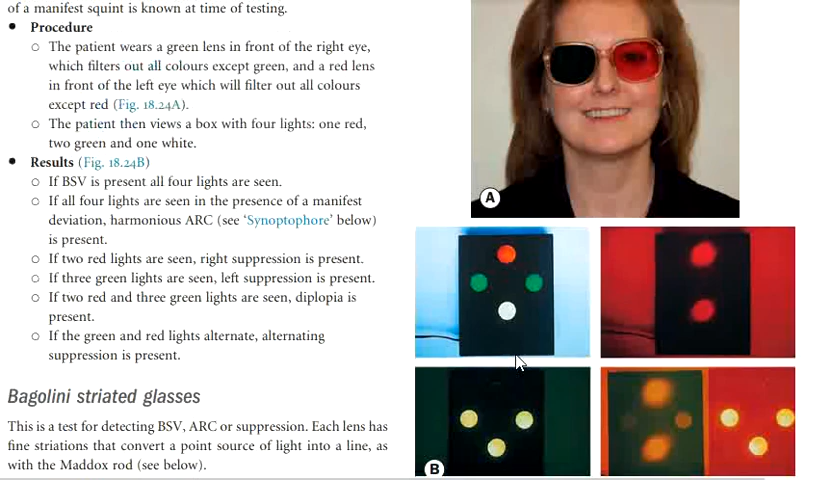 of a manifest squint is known at time of testing.
• Procedure
○ The patient wears a green lens in front of the right eye,
which filters out all colours except green, and a red lens
in front of the left eye which will filter out all colours
except red (Fig. 18.24A).
○ The patient then views a box with four lights: one red,
two green and one white.
• Results (Fig. 18.24B)
○ If BSV is present all four lights are seen.
○ If all four lights are seen in the presence of a manifest
deviation, harmonious ARC (see ‘Synoptophore’ below)
is present.
○ If two red lights are seen, right suppression is present.
○ If three green lights are seen, left suppression is present.
○ If two red and three green lights are seen, diplopia is
present.
○ If the green and red lights alternate, alternating
suppression is present.
Bagolini striated glasses
This is a test for detecting BSV, ARC or suppression. Each lens has
fine striations that convert a point source of light into a line, as
with the Maddox rod (see below).
A
B